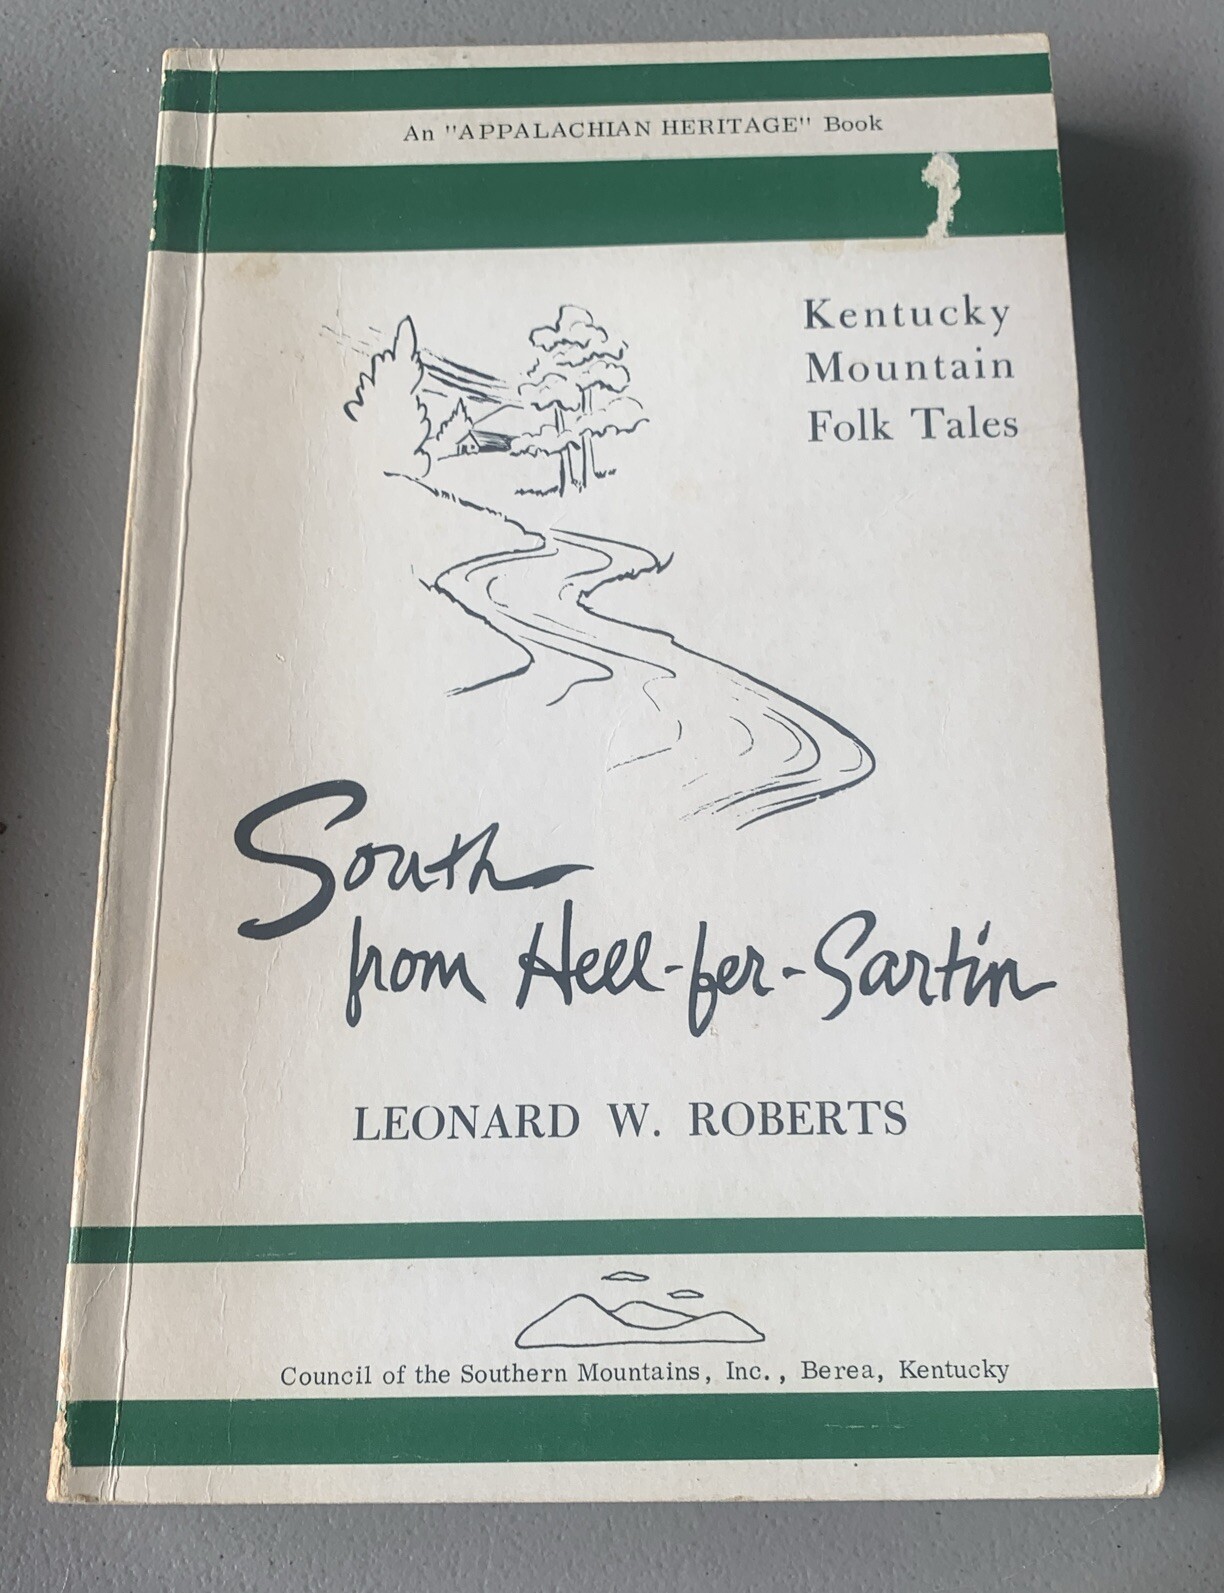 An "APPALACHIAN HERITAGE" Book
Kentucky
Mountain
Folk Tales
South
from Hell-fer-Sartin
LEONARD W. ROBERTS
Council of the Southern Mountains, Inc., Berea, Kentucky